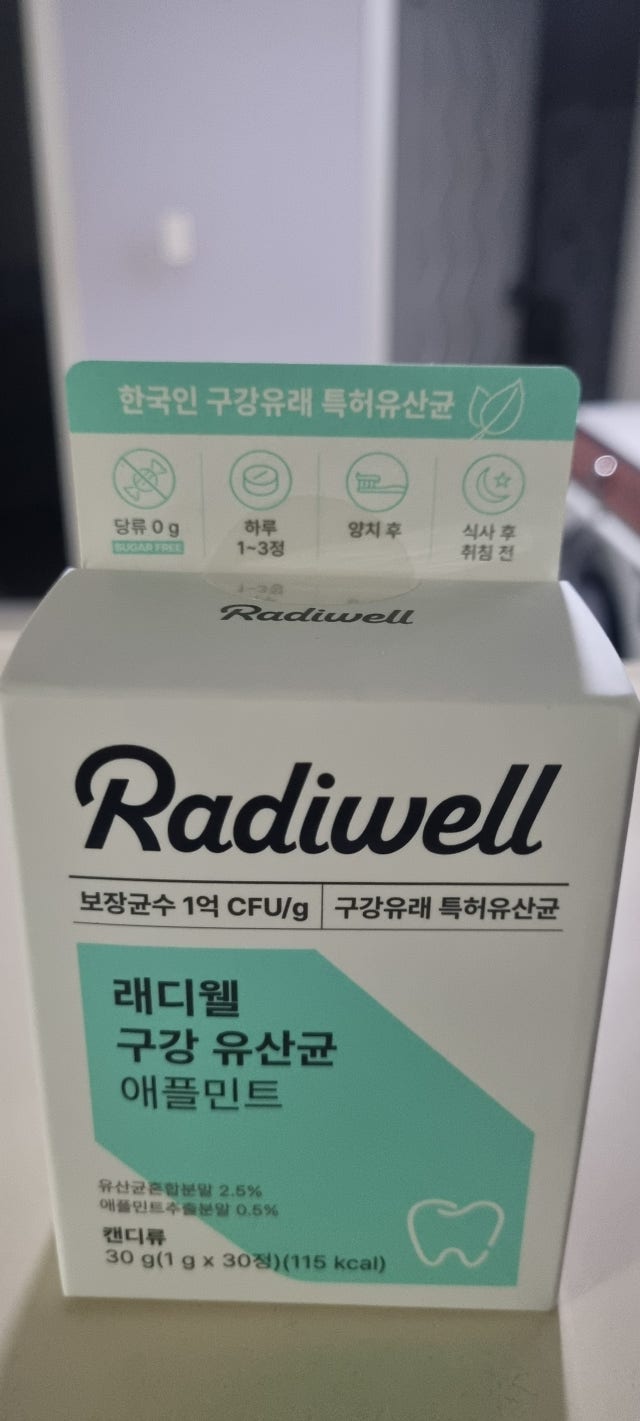 한국인 구강유래 특허유산균
당류 0 g
SUGAR FREE
하루
1~3정
양치 후
식사 후
취침 전
Radiwell
Radiwell
보장균수 1억 CFU/g
구강유래 특허유산균
래디웰
구강 유산균
애플민트
유산균혼합분말 2.5%
애플민트추출분말 0.5%
캔디류
30 g(1 g x 30정)(115 kcal)